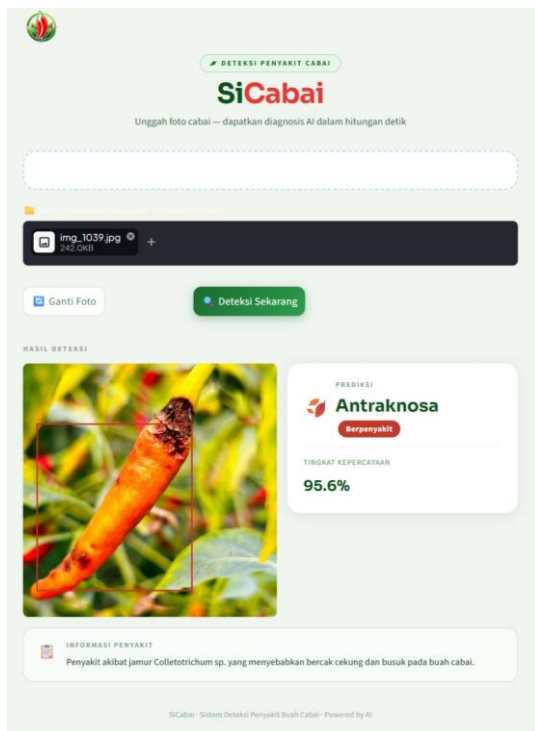 DETEKSI PENYAKIT CABAI
SiCabai
Unggah foto cabai — dapatkan diagnosis AI dalam hitungan detik
img_1039.jpg
242.0KB
Ganti Foto
Deteksi Sekarang
HASIL DETEKSI
PREDIKSI
Antraknosa
Berpenyakit
TINGKAT KEPERCAYAAN
95.6%
INFORMASI PENYAKIT
Penyakit akibat jamur Colletotrichum sp. yang menyebabkan bercak cekung dan busuk pada buah cabai.
SiCabai · Sistem Deteksi Penyakit Buah Cabai · Powered by AI